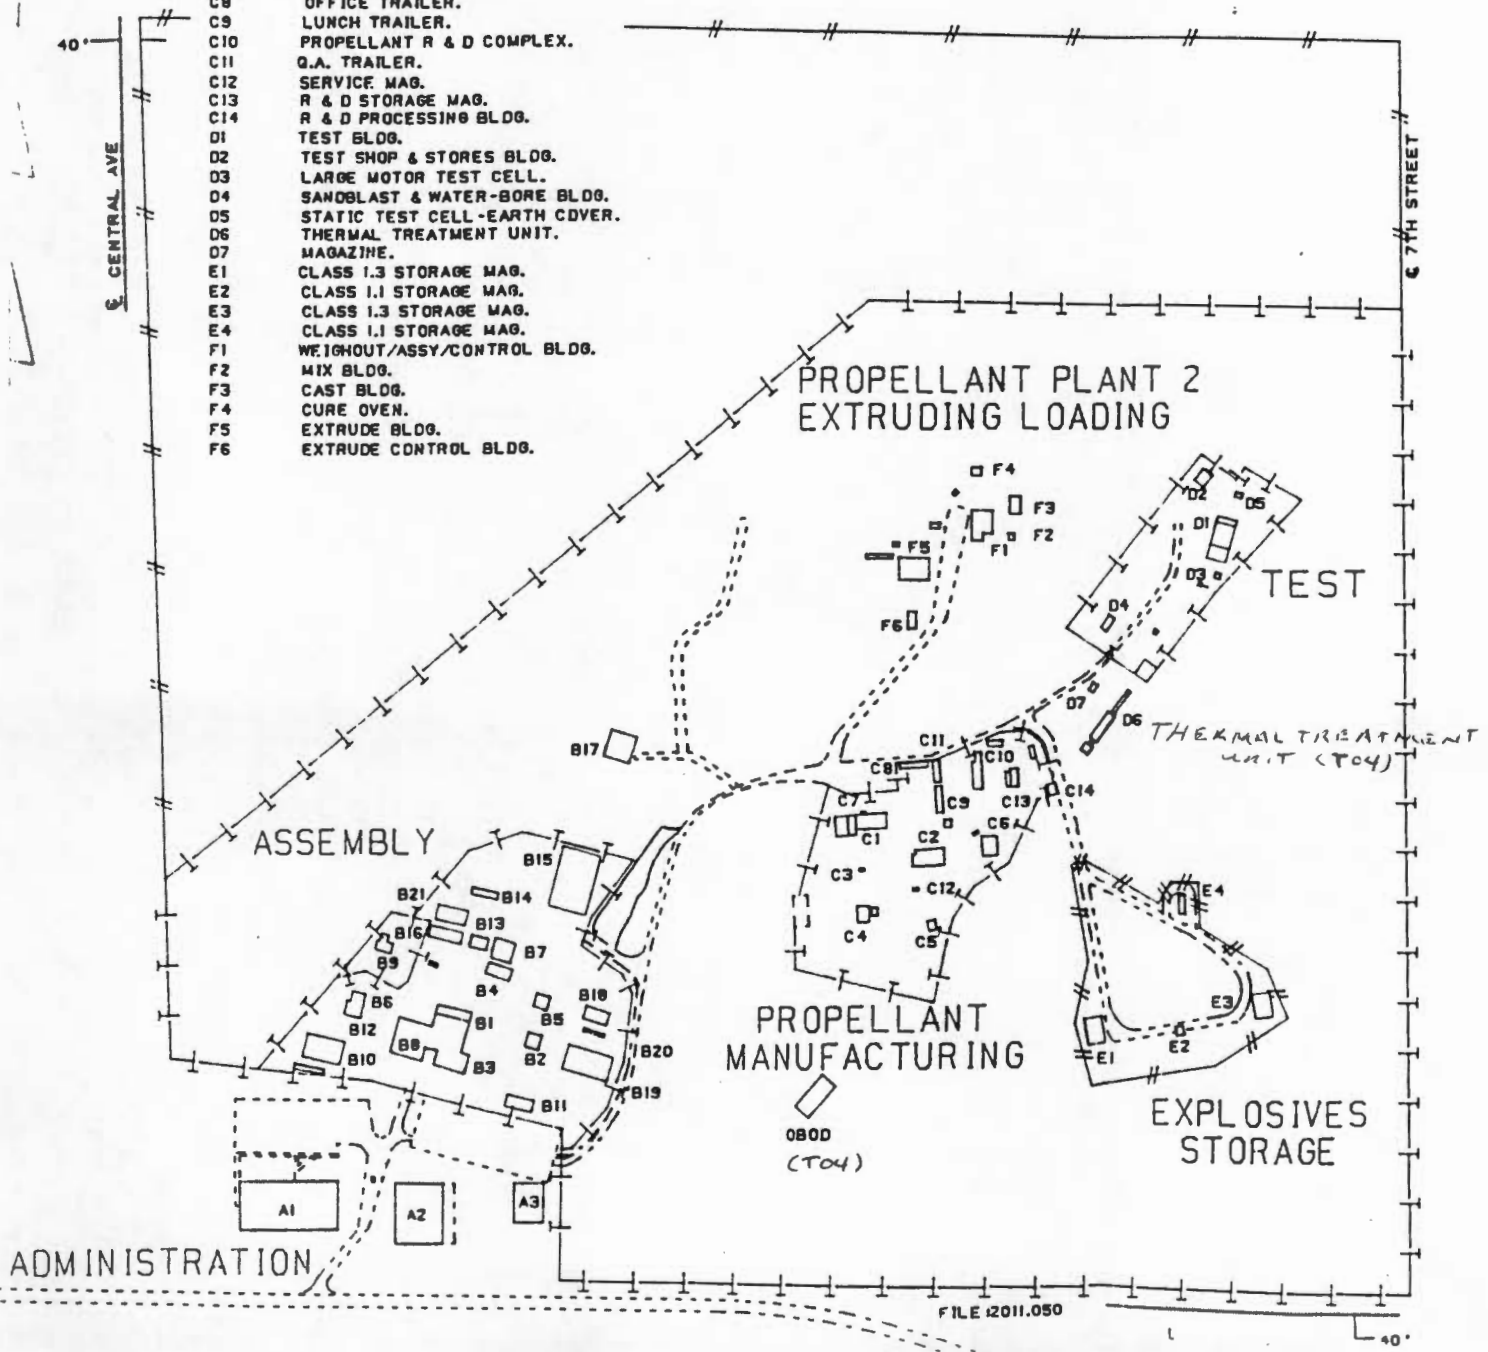 C8 OFFICE TRAILER.
C9 LUNCH TRAILER.
C10 PROPELLANT R & D COMPLEX.
C11 Q.A. TRAILER.
C12 SERVICE MAG.
C13 R & D STORAGE MAG.
C14 R & D PROCESSING BLDG.
D1 TEST BLDG.
D2 TEST SHOP & STORES BLDG.
D3 LARGE MOTOR TEST CELL.
D4 SANDBLAST & WATER-BORE BLDG.
D5 STATIC TEST CELL-EARTH COVER.
D6 THERMAL TREATMENT UNIT.
D7 MAGAZINE.
E1 CLASS 1.3 STORAGE MAG.
E2 CLASS 1.1 STORAGE MAG.
E3 CLASS 1.3 STORAGE MAG.
E4 CLASS 1.1 STORAGE MAG.
F1 WEIGHOUT/ASSY/CONTROL BLDG.
F2 MIX BLDG.
F3 CAST BLDG.
F4 CURE OVEN.
F5 EXTRUDE BLDG.
F6 EXTRUDE CONTROL BLDG.
40'
℄ CENTRAL AVE
℄ 7TH STREET
PROPELLANT PLANT 2
EXTRUDING LOADING
F4
F3
F1 F2
F5
F6
D2
D5
D1
D3
D4
TEST
D7
D6
THERMAL TREATMENT
UNIT (T04)
B17
C11
C10
C8
C7
C9
C13
C14
C1
C2
C6
C3
C12
C4
C5
PROPELLANT
MANUFACTURING
ASSEMBLY
B15
B14
B21
B13
B16
B7
B9
B4
B6
B18
B5
B12
B1
B8
B2
B20
B10
B3
B19
B11
E4
E3
E1
E2
EXPLOSIVES
STORAGE
OBOD
(T04)
A1
A2
A3
ADMINISTRATION
FILE:2011.050
40'